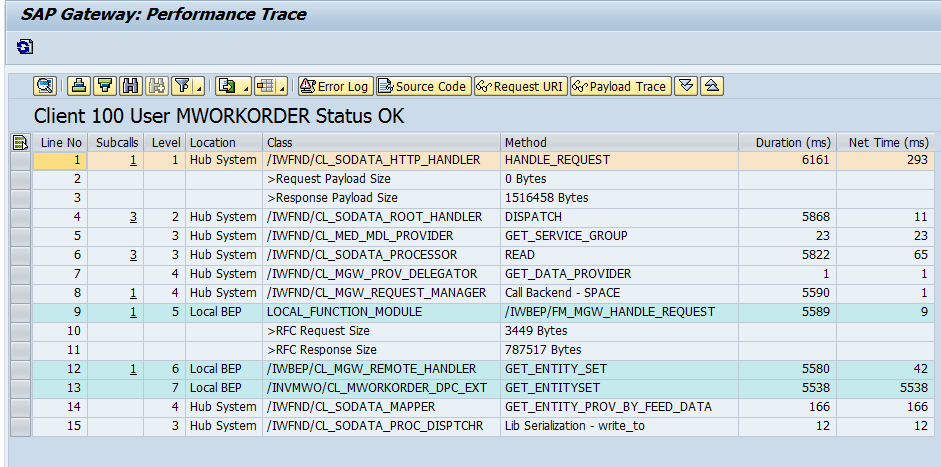 SAP Gateway: Performance Trace
Error Log Source Code Request URI Payload Trace
Client 100 User MWORKORDER Status OK
Line No Subcalls Level Location Class Method Duration (ms) Net Time (ms)
1 1 1 Hub System /IWFND/CL_SODATA_HTTP_HANDLER HANDLE_REQUEST 6161 293
2 >Request Payload Size 0 Bytes
3 >Response Payload Size 1516458 Bytes
4 3 2 Hub System /IWFND/CL_SODATA_ROOT_HANDLER DISPATCH 5868 11
5 3 Hub System /IWFND/CL_MED_MDL_PROVIDER GET_SERVICE_GROUP 23 23
6 3 3 Hub System /IWFND/CL_SODATA_PROCESSOR READ 5822 65
7 4 Hub System /IWFND/CL_MGW_PROV_DELEGATOR GET_DATA_PROVIDER 1 1
8 1 4 Hub System /IWFND/CL_MGW_REQUEST_MANAGER Call Backend - SPACE 5590 1
9 1 5 Local BEP LOCAL_FUNCTION_MODULE /IWBEP/FM_MGW_HANDLE_REQUEST 5589 9
10 >RFC Request Size 3449 Bytes
11 >RFC Response Size 787517 Bytes
12 1 6 Local BEP /IWBEP/CL_MGW_REMOTE_HANDLER GET_ENTITY_SET 5580 42
13 7 Local BEP /INVMWO/CL_MWORKORDER_DPC_EXT GET_ENTITYSET 5538 5538
14 4 Hub System /IWFND/CL_SODATA_MAPPER GET_ENTITY_PROV_BY_FEED_DATA 166 166
15 3 Hub System /IWFND/CL_SODATA_PROC_DISPTCHR Lib Serialization - write_to 12 12